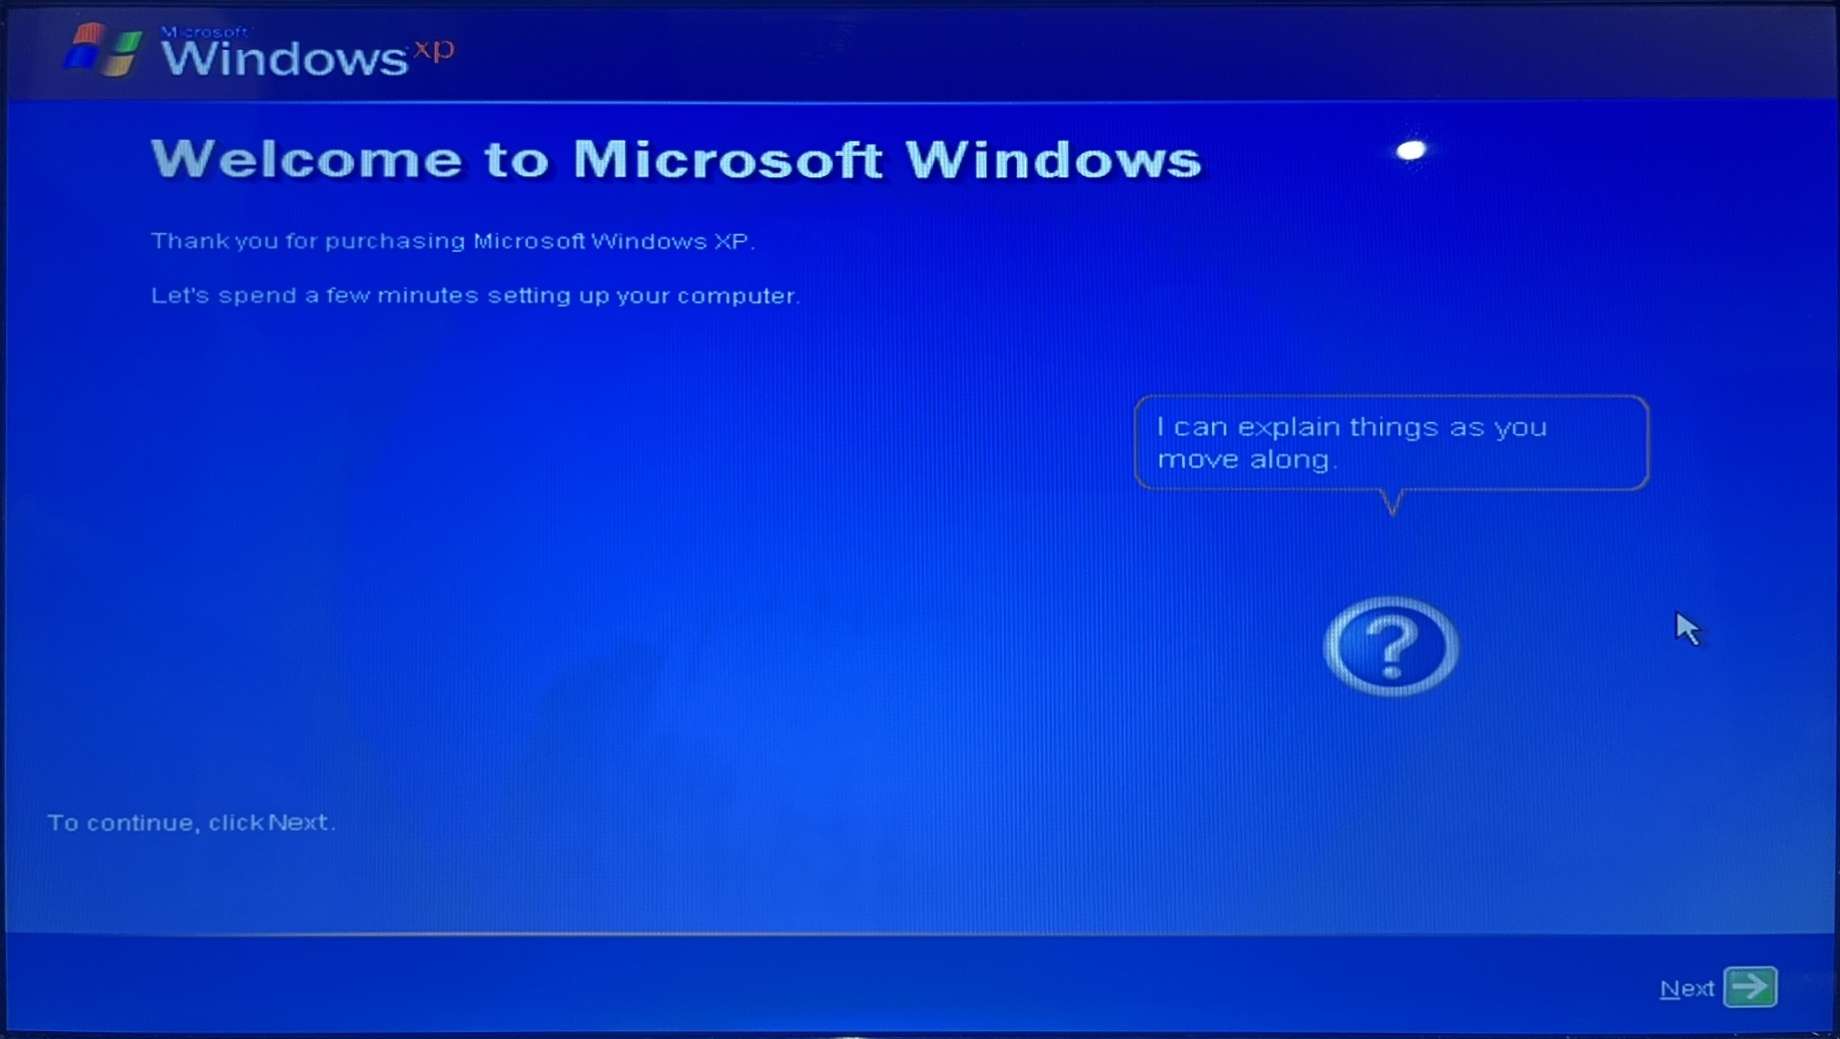 Microsoft
Windows xp
Welcome to Microsoft Windows
Thank you for purchasing Microsoft Windows XP.
Let's spend a few minutes setting up your computer.
I can explain things as you
move along.
?
To continue, click Next.
Next